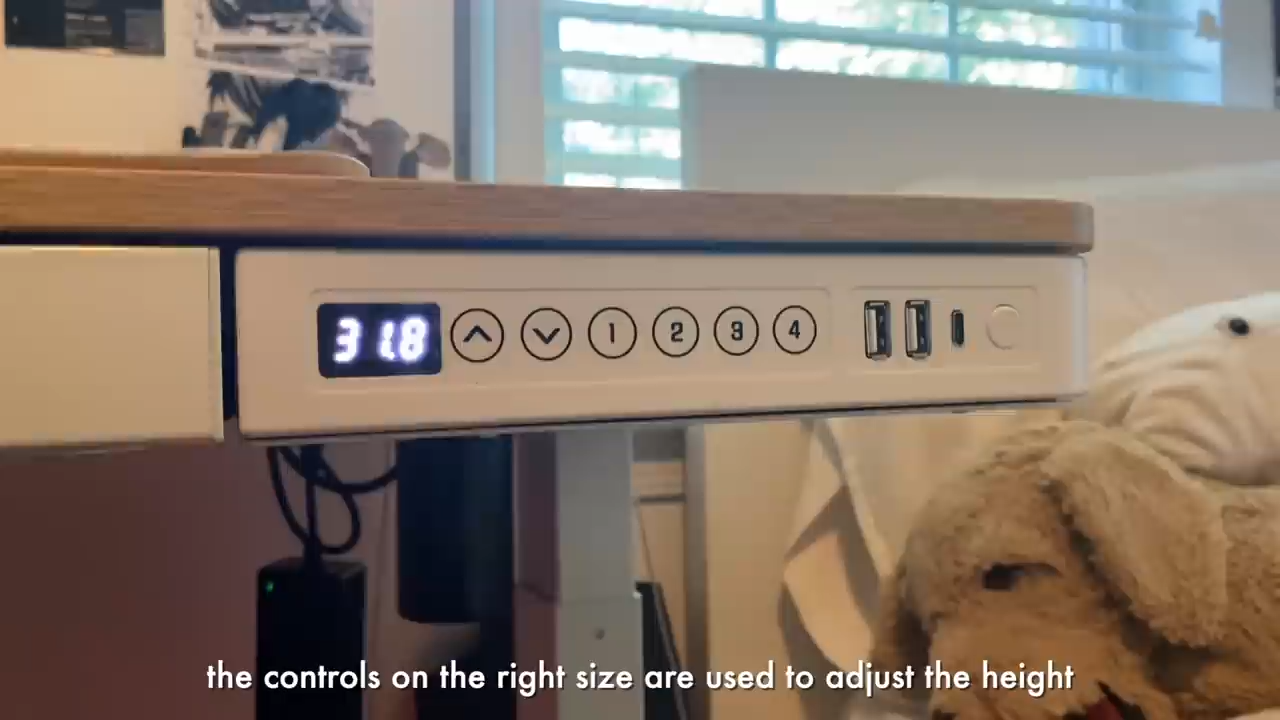 31.8 1 2 3 4
the controls on the right size are used to adjust the height